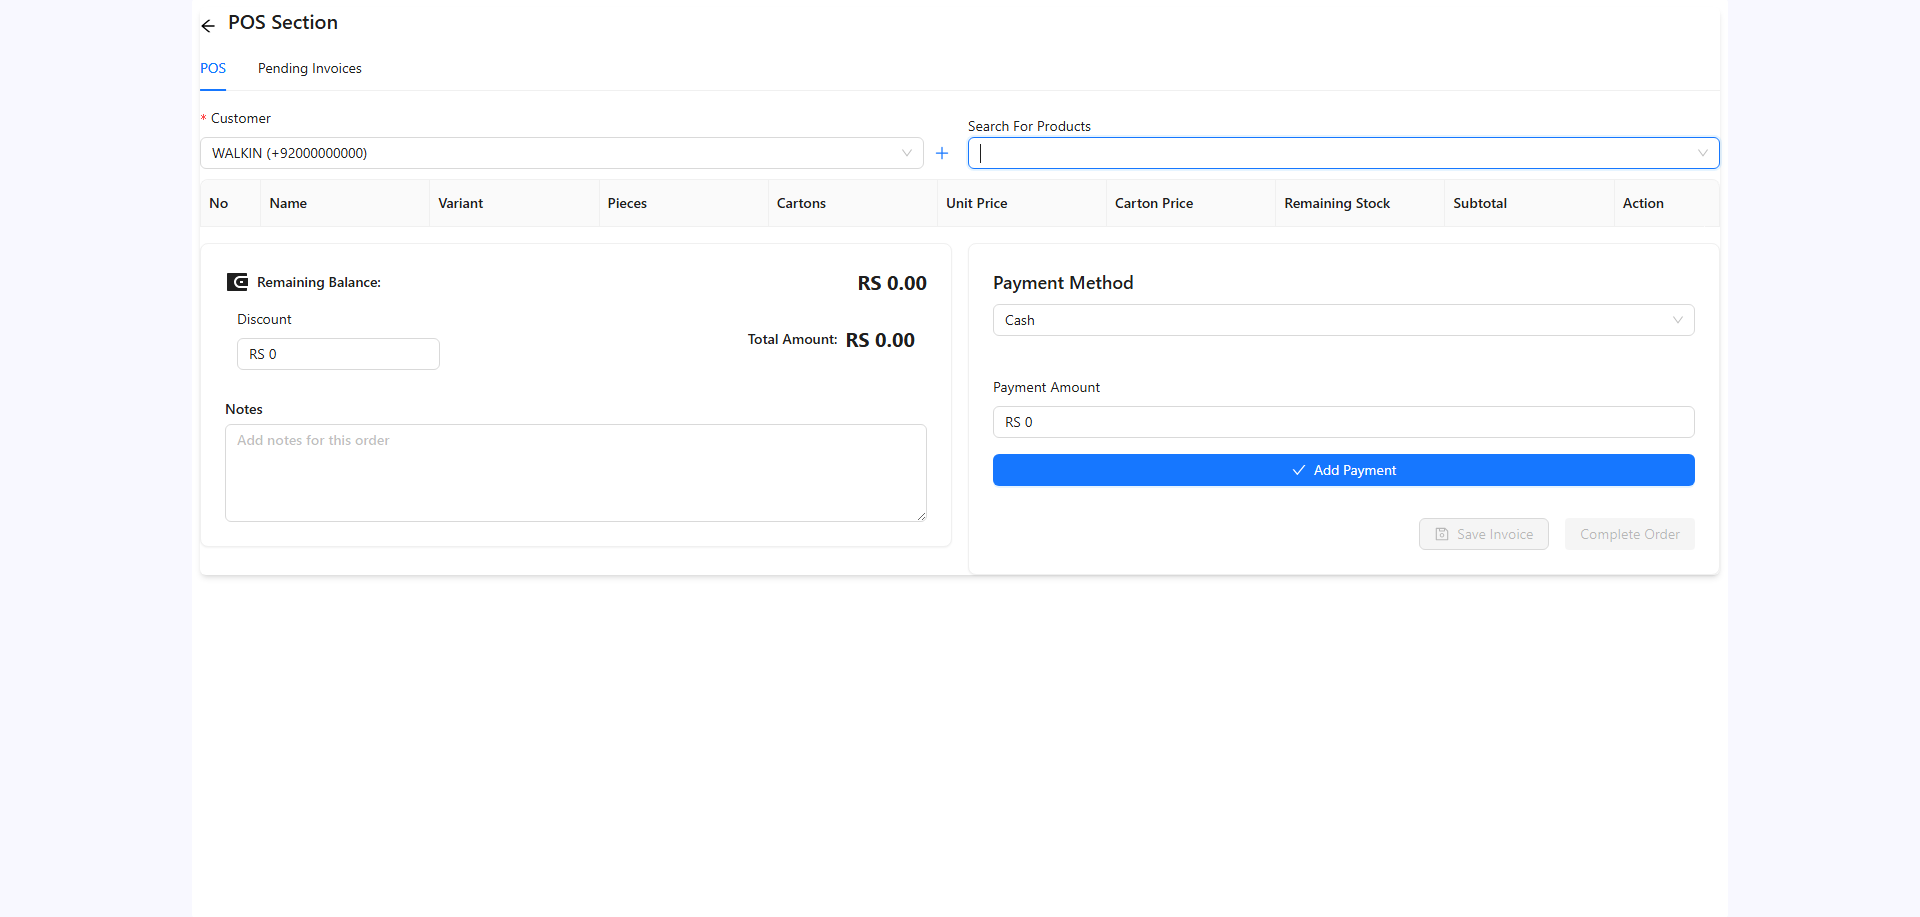 POS Section
POS Pending Invoices
* Customer
Search For Products
WALKIN (+92000000000)
No Name Variant Pieces Cartons Unit Price Carton Price Remaining Stock Subtotal Action
Remaining Balance: RS 0.00
Discount
RS 0
Total Amount: RS 0.00
Notes
Add notes for this order
Payment Method
Cash
Payment Amount
RS 0
Add Payment
Save Invoice Complete Order